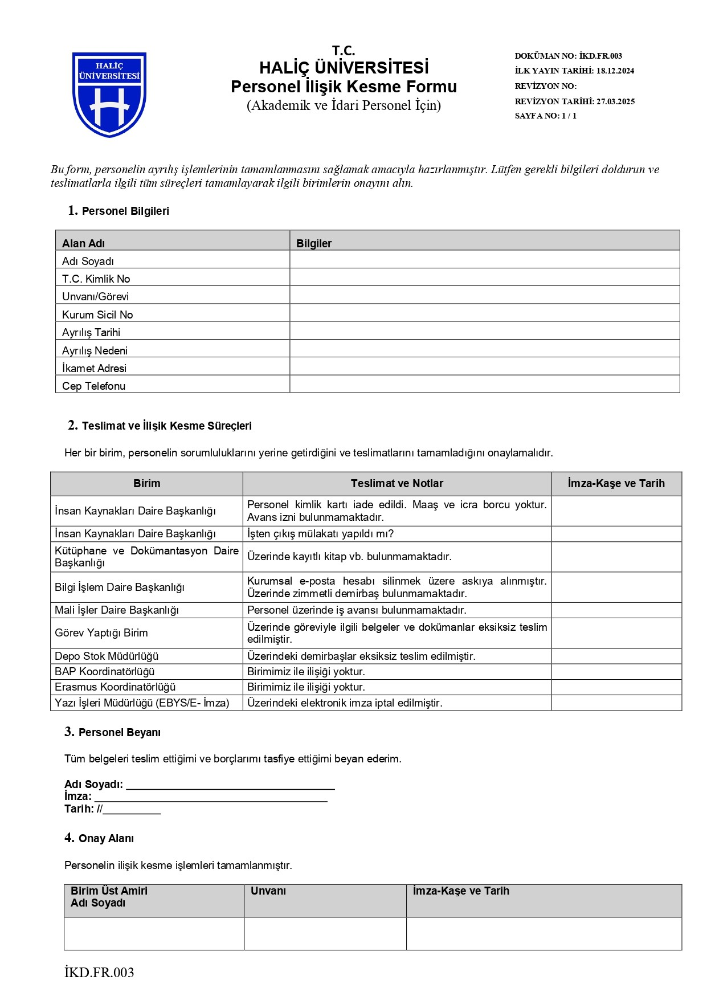 HALİÇ
ÜNİVERSİTESİ
T.C.
HALİÇ ÜNİVERSİTESİ
Personel İlişik Kesme Formu
(Akademik ve İdari Personel İçin)
DOKÜMAN NO: İKD.FR.003
İLK YAYIN TARİHİ: 18.12.2024
REVİZYON NO:
REVİZYON TARİHİ: 27.03.2025
SAYFA NO: 1 / 1
Bu form, personelin ayrılış işlemlerinin tamamlanmasını sağlamak amacıyla hazırlanmıştır. Lütfen gerekli bilgileri doldurun ve
teslimatlarla ilgili tüm süreçleri tamamlayarak ilgili birimlerin onayını alın.
1. Personel Bilgileri
Alan Adı Bilgiler
Adı Soyadı
T.C. Kimlik No
Unvanı/Görevi
Kurum Sicil No
Ayrılış Tarihi
Ayrılış Nedeni
İkamet Adresi
Cep Telefonu
2. Teslimat ve İlişik Kesme Süreçleri
Her bir birim, personelin sorumluluklarını yerine getirdiğini ve teslimatlarını tamamladığını onaylamalıdır.
Birim Teslimat ve Notlar İmza-Kaşe ve Tarih
İnsan Kaynakları Daire Başkanlığı
Personel kimlik kartı iade edildi. Maaş ve icra borcu yoktur.
Avans izni bulunmamaktadır.
İnsan Kaynakları Daire Başkanlığı İşten çıkış mülakatı yapıldı mı?
Kütüphane ve Dokümantasyon Daire
Başkanlığı
Üzerinde kayıtlı kitap vb. bulunmamaktadır.
Bilgi İşlem Daire Başkanlığı
Kurumsal e-posta hesabı silinmek üzere askıya alınmıştır.
Üzerinde zimmetli demirbaş bulunmamaktadır.
Mali İşler Daire Başkanlığı Personel üzerinde iş avansı bulunmamaktadır.
Görev Yaptığı Birim
Üzerinde göreviyle ilgili belgeler ve dokümanlar eksiksiz teslim
edilmiştir.
Depo Stok Müdürlüğü Üzerindeki demirbaşlar eksiksiz teslim edilmiştir.
BAP Koordinatörlüğü Birimimiz ile ilişiği yoktur.
Erasmus Koordinatörlüğü Birimimiz ile ilişiği yoktur.
Yazı İşleri Müdürlüğü (EBYS/E- İmza) Üzerindeki elektronik imza iptal edilmiştir.
3. Personel Beyanı
Tüm belgeleri teslim ettiğimi ve borçlarımı tasfiye ettiğimi beyan ederim.
Adı Soyadı: ____________________________________
İmza: ________________________________________
Tarih: //__________
4. Onay Alanı
Personelin ilişik kesme işlemleri tamamlanmıştır.
Birim Üst Amiri Unvanı İmza-Kaşe ve Tarih
Adı Soyadı
İKD.FR.003